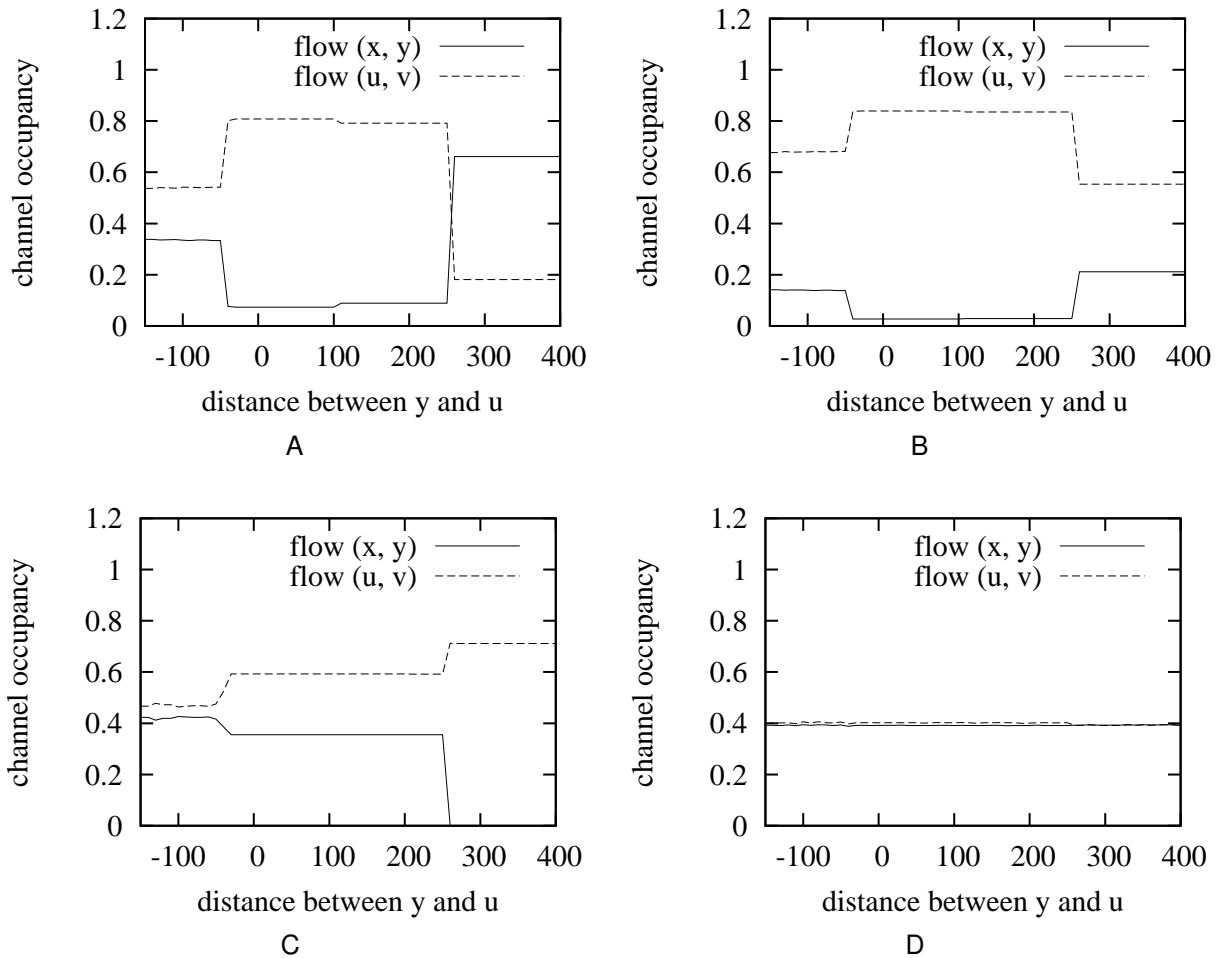 1.2
1
0.8
0.6
0.4
0.2
0
channel occupancy
flow (x, y)
flow (u, v)
-100 0 100 200 300 400
distance between y and u
A
1.2
1
0.8
0.6
0.4
0.2
0
channel occupancy
flow (x, y)
flow (u, v)
-100 0 100 200 300 400
distance between y and u
B
1.2
1
0.8
0.6
0.4
0.2
0
channel occupancy
flow (x, y)
flow (u, v)
-100 0 100 200 300 400
distance between y and u
C
1.2
1
0.8
0.6
0.4
0.2
0
channel occupancy
flow (x, y)
flow (u, v)
-100 0 100 200 300 400
distance between y and u
D